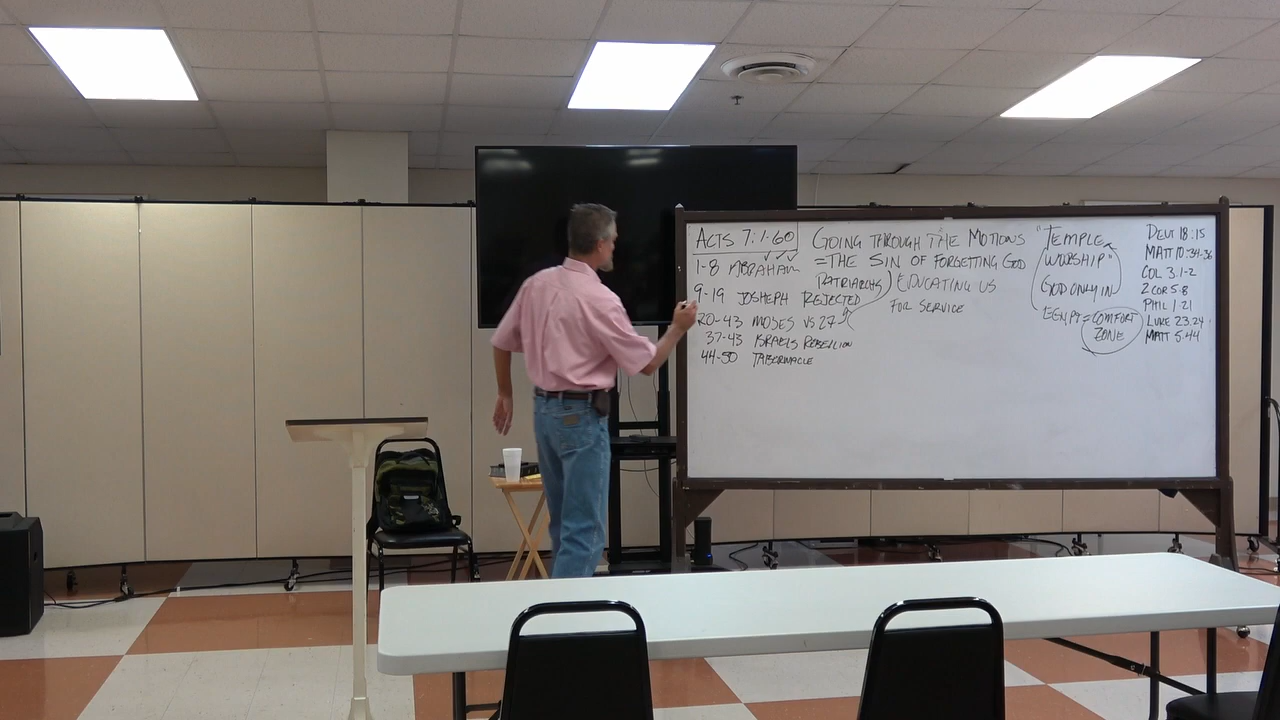 ACTS 7:1-60
1-8 ABRAHAM
9-19 JOSHEPH REJECTED
PATRIARCHS
20-43 MOSES VS 27
37-43 ISRAELS REBELLION
44-50 TABERNACLE
GOING THROUGH THE MOTIONS
=THE SIN OF FORGETTING GOD
EDUCATING US
FOR SERVICE
"TEMPLE
WORSHIP"
GOD ONLY IN
EGYPT = COMFORT
ZONE
DEUT 18:15
MATT 10:34-36
COL 3:1-2
2 COR 5:8
PHIL 1:21
LUKE 23:24
MATT 5:44